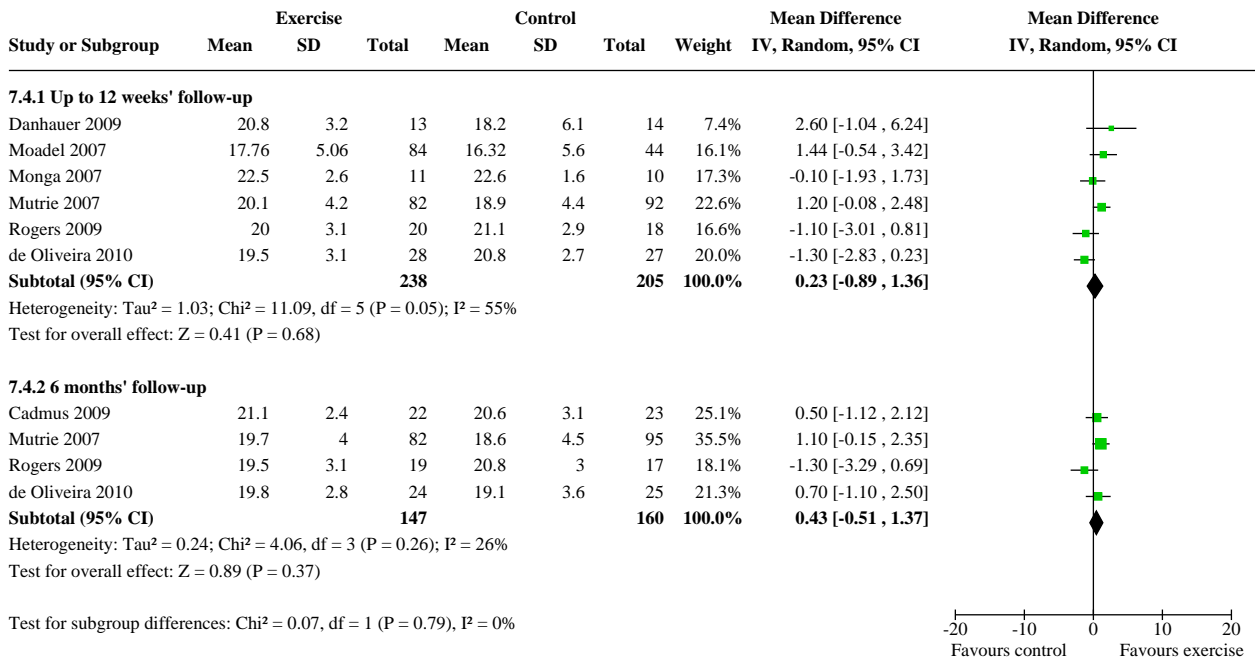 Exercise Control Mean Difference Mean Difference
Study or Subgroup Mean SD Total Mean SD Total Weight IV, Random, 95% CI IV, Random, 95% CI
7.4.1 Up to 12 weeks' follow-up
Danhauer 2009 20.8 3.2 13 18.2 6.1 14 7.4% 2.60 [-1.04 , 6.24]
Moadel 2007 17.76 5.06 84 16.32 5.6 44 16.1% 1.44 [-0.54 , 3.42]
Monga 2007 22.5 2.6 11 22.6 1.6 10 17.3% -0.10 [-1.93 , 1.73]
Mutrie 2007 20.1 4.2 82 18.9 4.4 92 22.6% 1.20 [-0.08 , 2.48]
Rogers 2009 20 3.1 20 21.1 2.9 18 16.6% -1.10 [-3.01 , 0.81]
de Oliveira 2010 19.5 3.1 28 20.8 2.7 27 20.0% -1.30 [-2.83 , 0.23]
Subtotal (95% CI) 238 205 100.0% 0.23 [-0.89 , 1.36]
Heterogeneity: Tau² = 1.03; Chi² = 11.09, df = 5 (P = 0.05); I² = 55%
Test for overall effect: Z = 0.41 (P = 0.68)
7.4.2 6 months' follow-up
Cadmus 2009 21.1 2.4 22 20.6 3.1 23 25.1% 0.50 [-1.12 , 2.12]
Mutrie 2007 19.7 4 82 18.6 4.5 95 35.5% 1.10 [-0.15 , 2.35]
Rogers 2009 19.5 3.1 19 20.8 3 17 18.1% -1.30 [-3.29 , 0.69]
de Oliveira 2010 19.8 2.8 24 19.1 3.6 25 21.3% 0.70 [-1.10 , 2.50]
Subtotal (95% CI) 147 160 100.0% 0.43 [-0.51 , 1.37]
Heterogeneity: Tau² = 0.24; Chi² = 4.06, df = 3 (P = 0.26); I² = 26%
Test for overall effect: Z = 0.89 (P = 0.37)
Test for subgroup differences: Chi² = 0.07, df = 1 (P = 0.79), I² = 0%
-20 -10 0 10 20
Favours control Favours exercise